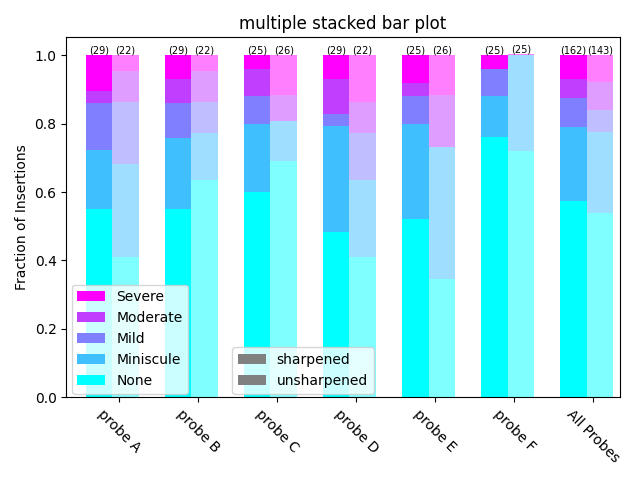 multiple stacked bar plot
(29) (22) (29) (22) (25) (26) (29) (22) (25) (26) (25) (25) (162) (143)
Fraction of Insertions
1.0
0.8
0.6
0.4
0.2
0.0
Severe
Moderate
Mild
Miniscule
None
sharpened
unsharpened
probe A
probe B
probe C
probe D
probe E
probe F
All Probes